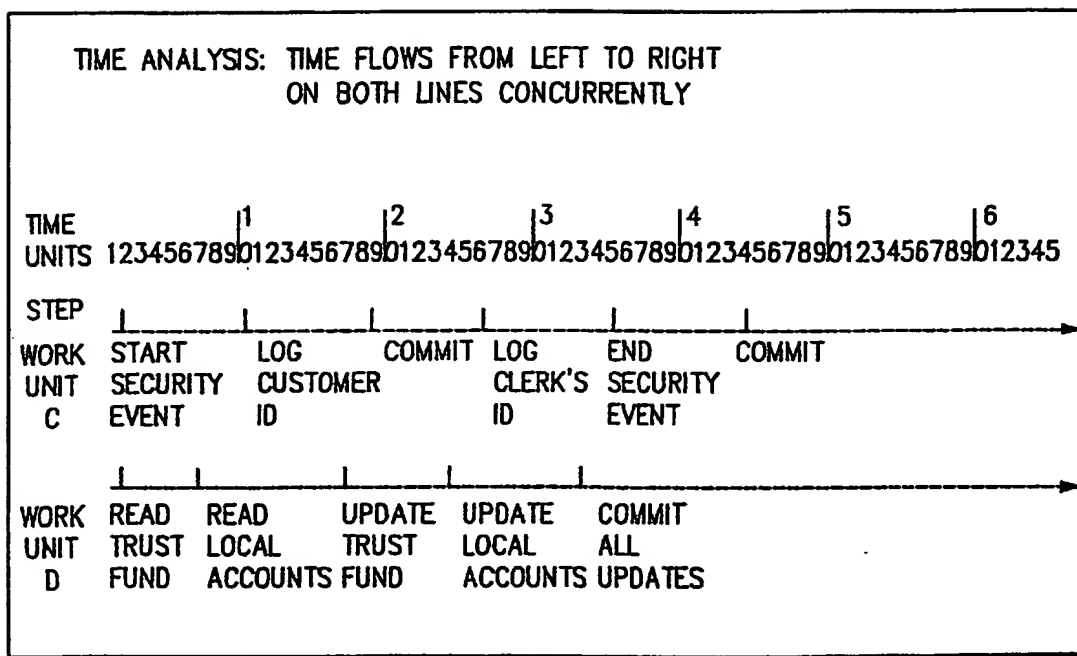 TIME ANALYSIS: TIME FLOWS FROM LEFT TO RIGHT
ON BOTH LINES CONCURRENTLY
1 2 3 4 5 6
TIME
UNITS 12345678901234567890123456789012345678901234567890123456789012345
STEP
WORK START LOG COMMIT LOG END COMMIT
UNIT SECURITY CUSTOMER CLERK'S SECURITY
C EVENT ID ID EVENT
WORK READ READ UPDATE UPDATE COMMIT
UNIT TRUST LOCAL TRUST LOCAL ALL
D FUND ACCOUNTS FUND ACCOUNTS UPDATES